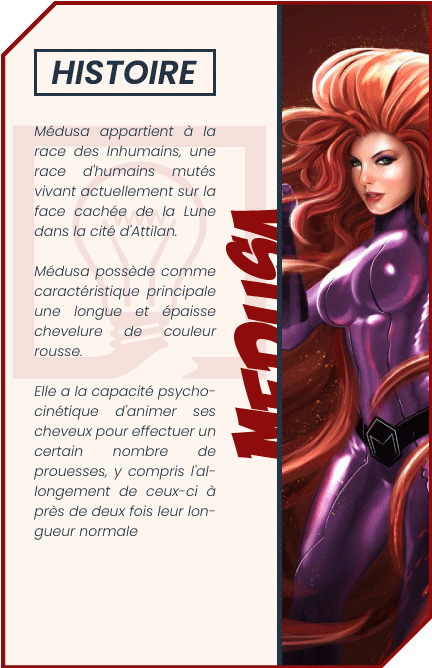 HISTOIRE
Médusa appartient à la
race des Inhumains, une
race d'humains mutés
vivant actuellement sur la
face cachée de la Lune
dans la cité d'Attilan.
Médusa possède comme
caractéristique principale
une longue et épaisse
chevelure de couleur
rousse.
Elle a la capacité psycho-
cinétique d'animer ses
cheveux pour effectuer un
certain nombre de
prouesses, y compris l'al-
longement de ceux-ci à
près de deux fois leur lon-
gueur normale
MEDUSA